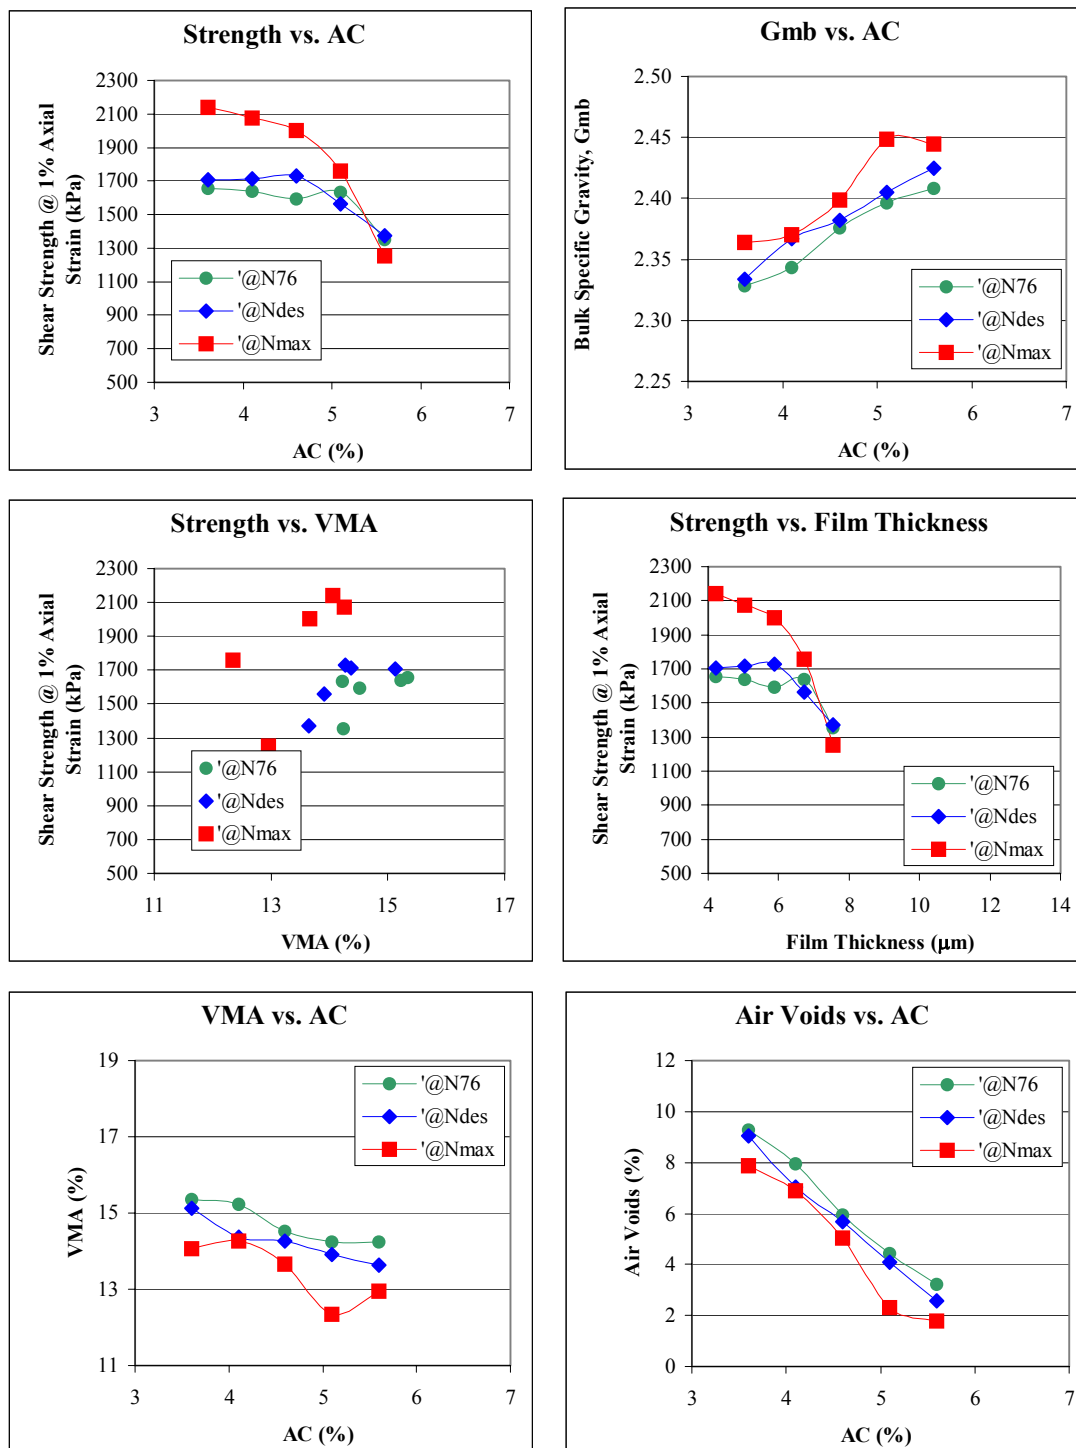 Strength vs. AC
Shear Strength @ 1% Axial
Strain (kPa)
2300
2100
1900
1700
1500
1300
1100
900
700
500
'@N76
'@Ndes
'@Nmax
3 4 5 6 7
AC (%)
Gmb vs. AC
Bulk Specific Gravity, Gmb
2.50
2.45
2.40
2.35
2.30
2.25
'@N76
'@Ndes
'@Nmax
3 4 5 6 7
AC (%)
Strength vs. VMA
Shear Strength @ 1% Axial
Strain (kPa)
2300
2100
1900
1700
1500
1300
1100
900
700
500
'@N76
'@Ndes
'@Nmax
11 13 15 17
VMA (%)
Strength vs. Film Thickness
Shear Strength @ 1% Axial
Strain (kPa)
2300
2100
1900
1700
1500
1300
1100
900
700
500
'@N76
'@Ndes
'@Nmax
4 6 8 10 12 14
Film Thickness (μm)
VMA vs. AC
VMA (%)
19
17
15
13
11
'@N76
'@Ndes
'@Nmax
3 4 5 6 7
AC (%)
Air Voids vs. AC
Air Voids (%)
12
10
8
6
4
2
0
'@N76
'@Ndes
'@Nmax
3 4 5 6 7
AC (%)